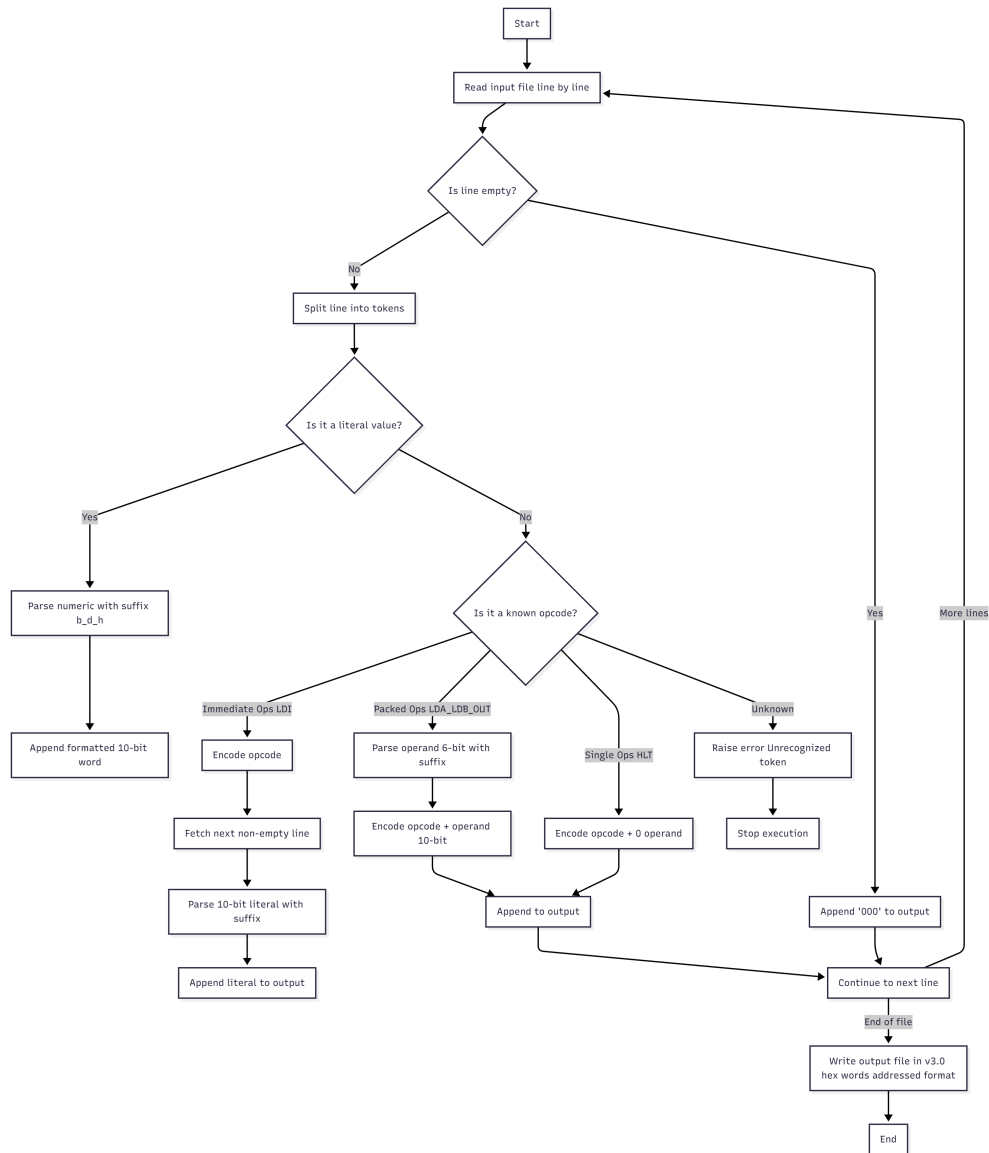 Start
Read input file line by line
Is line empty?
No
Split line into tokens
Is it a literal value?
Yes
No
Parse numeric with suffix
b_d_h
Is it a known opcode?
Yes
More lines
Immediate Ops LDI
Packed Ops LDA_LDB_OUT
Unknown
Append formatted 10-bit
word
Encode opcode
Parse operand 6-bit with
suffix
Single Ops HLT
Raise error Unrecognized
token
Fetch next non-empty line
Encode opcode + operand
10-bit
Encode opcode + 0 operand
Stop execution
Parse 10-bit literal with
suffix
Append to output
Append '000' to output
Append literal to output
Continue to next line
End of file
Write output file in v3.0
hex words addressed format
End